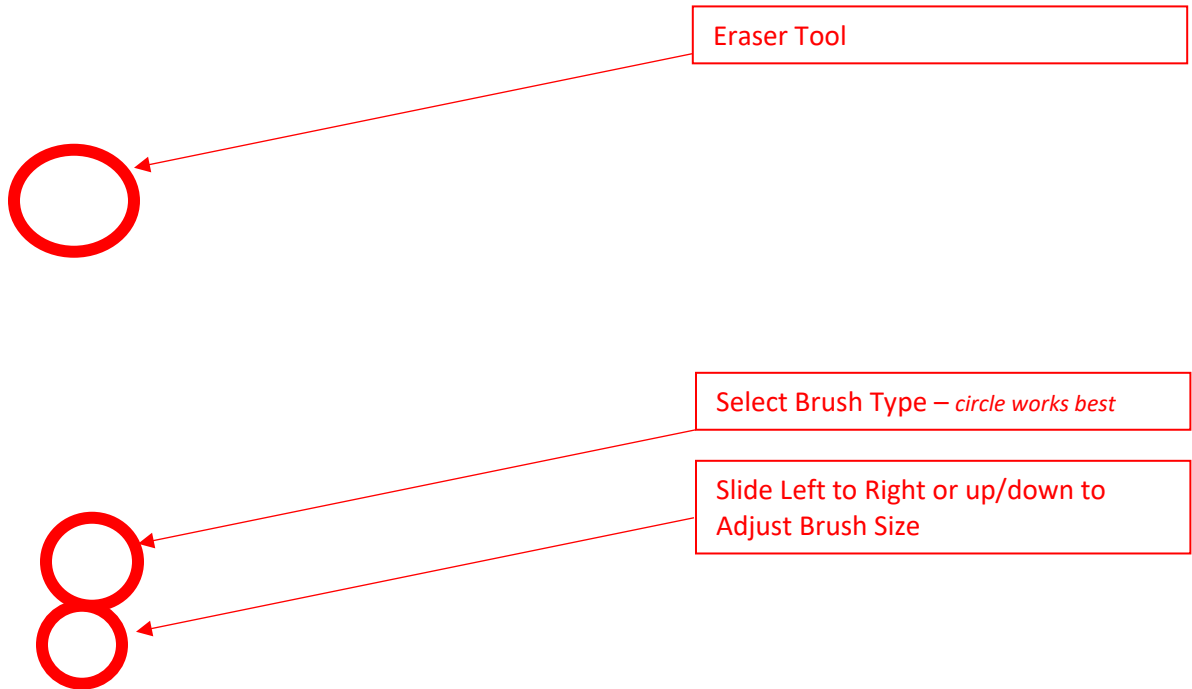 Eraser Tool
Select Brush Type – circle works best
Slide Left to Right or up/down to
Adjust Brush Size